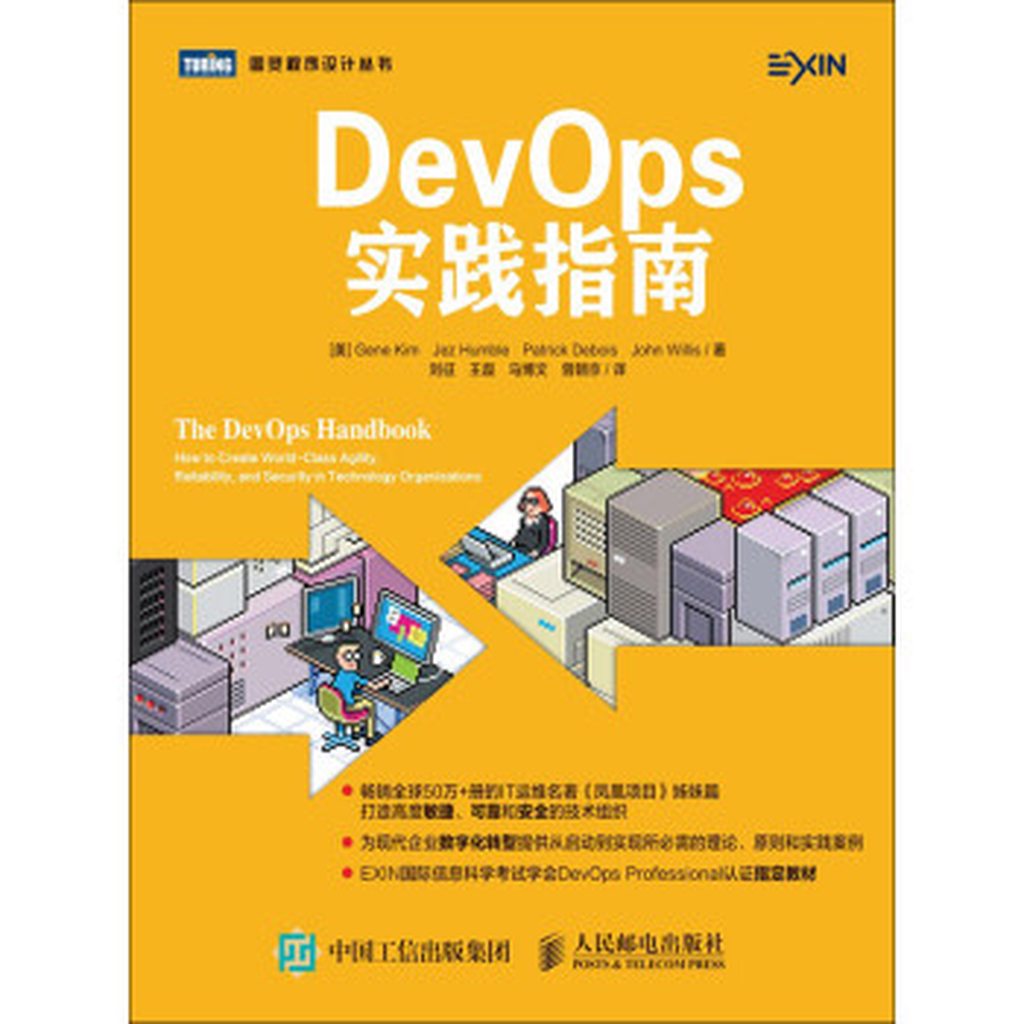 TURING 图灵程序设计丛书
EXIN
DevOps
实践指南
[美] Gene Kim Jez Humble Patrick Debois John Willis / 著
刘征 王磊 马博文 曾朝京 / 译
The DevOps Handbook
How to Create World-Class Agility,
Reliability, and Security in Technology Organizations
畅销全球50万+册的IT运维名著《凤凰项目》姊妹篇
打造高度敏捷、可靠和安全的技术组织
为现代企业数字化转型提供从启动到实现所必需的理论、原则和实践案例
EXIN国际信息科学考试学会DevOps Professional认证指定教材
中国工信出版集团
人民邮电出版社
POSTS & TELECOM PRESS